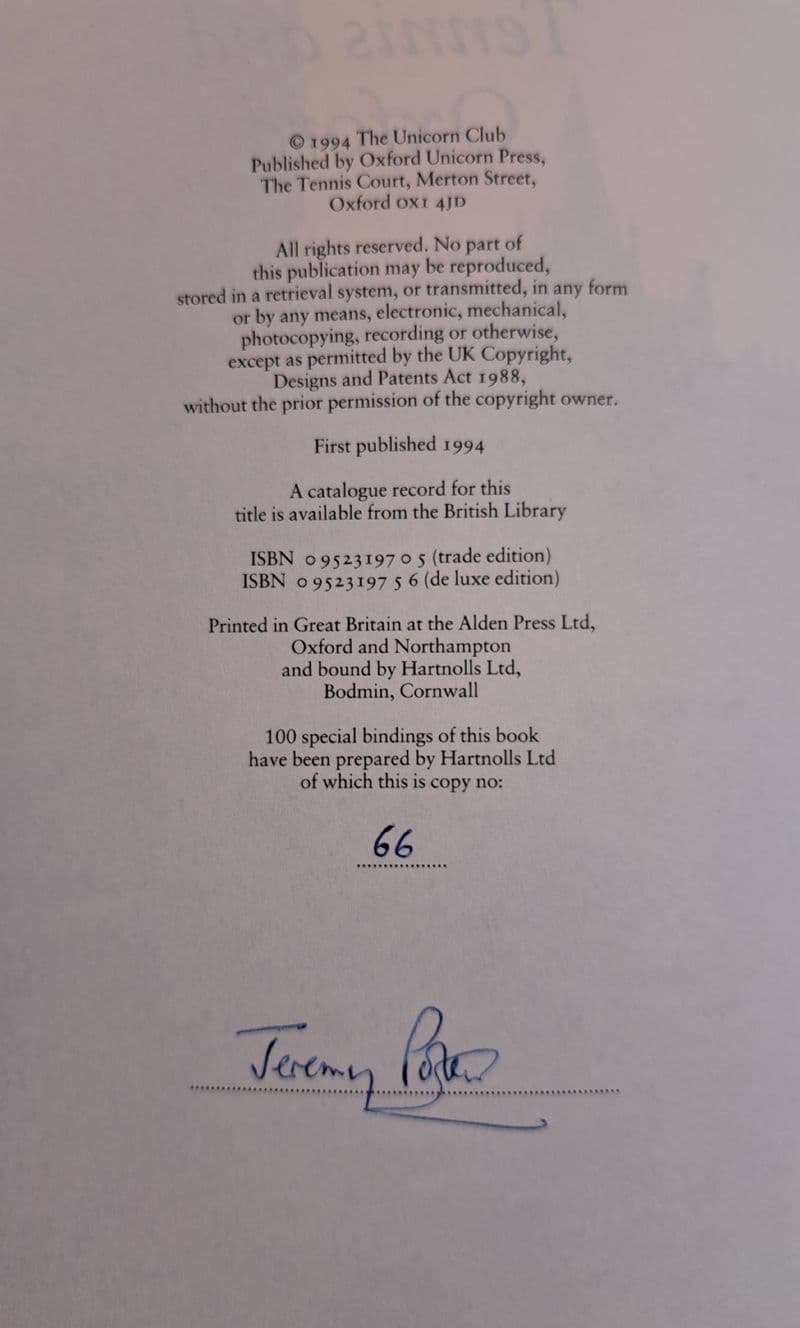 © 1994 The Unicorn Club
Published by Oxford Unicorn Press,
The Tennis Court, Merton Street,
Oxford OX1 4JD
All rights reserved. No part of
this publication may be reproduced,
stored in a retrieval system, or transmitted, in any form
or by any means, electronic, mechanical,
photocopying, recording or otherwise,
except as permitted by the UK Copyright,
Designs and Patents Act 1988,
without the prior permission of the copyright owner.
First published 1994
A catalogue record for this
title is available from the British Library
ISBN 0 9523197 0 5 (trade edition)
ISBN 0 9523197 5 6 (de luxe edition)
Printed in Great Britain at the Alden Press Ltd,
Oxford and Northampton
and bound by Hartnolls Ltd,
Bodmin, Cornwall
100 special bindings of this book
have been prepared by Hartnolls Ltd
of which this is copy no:
66
Jeremy Potter